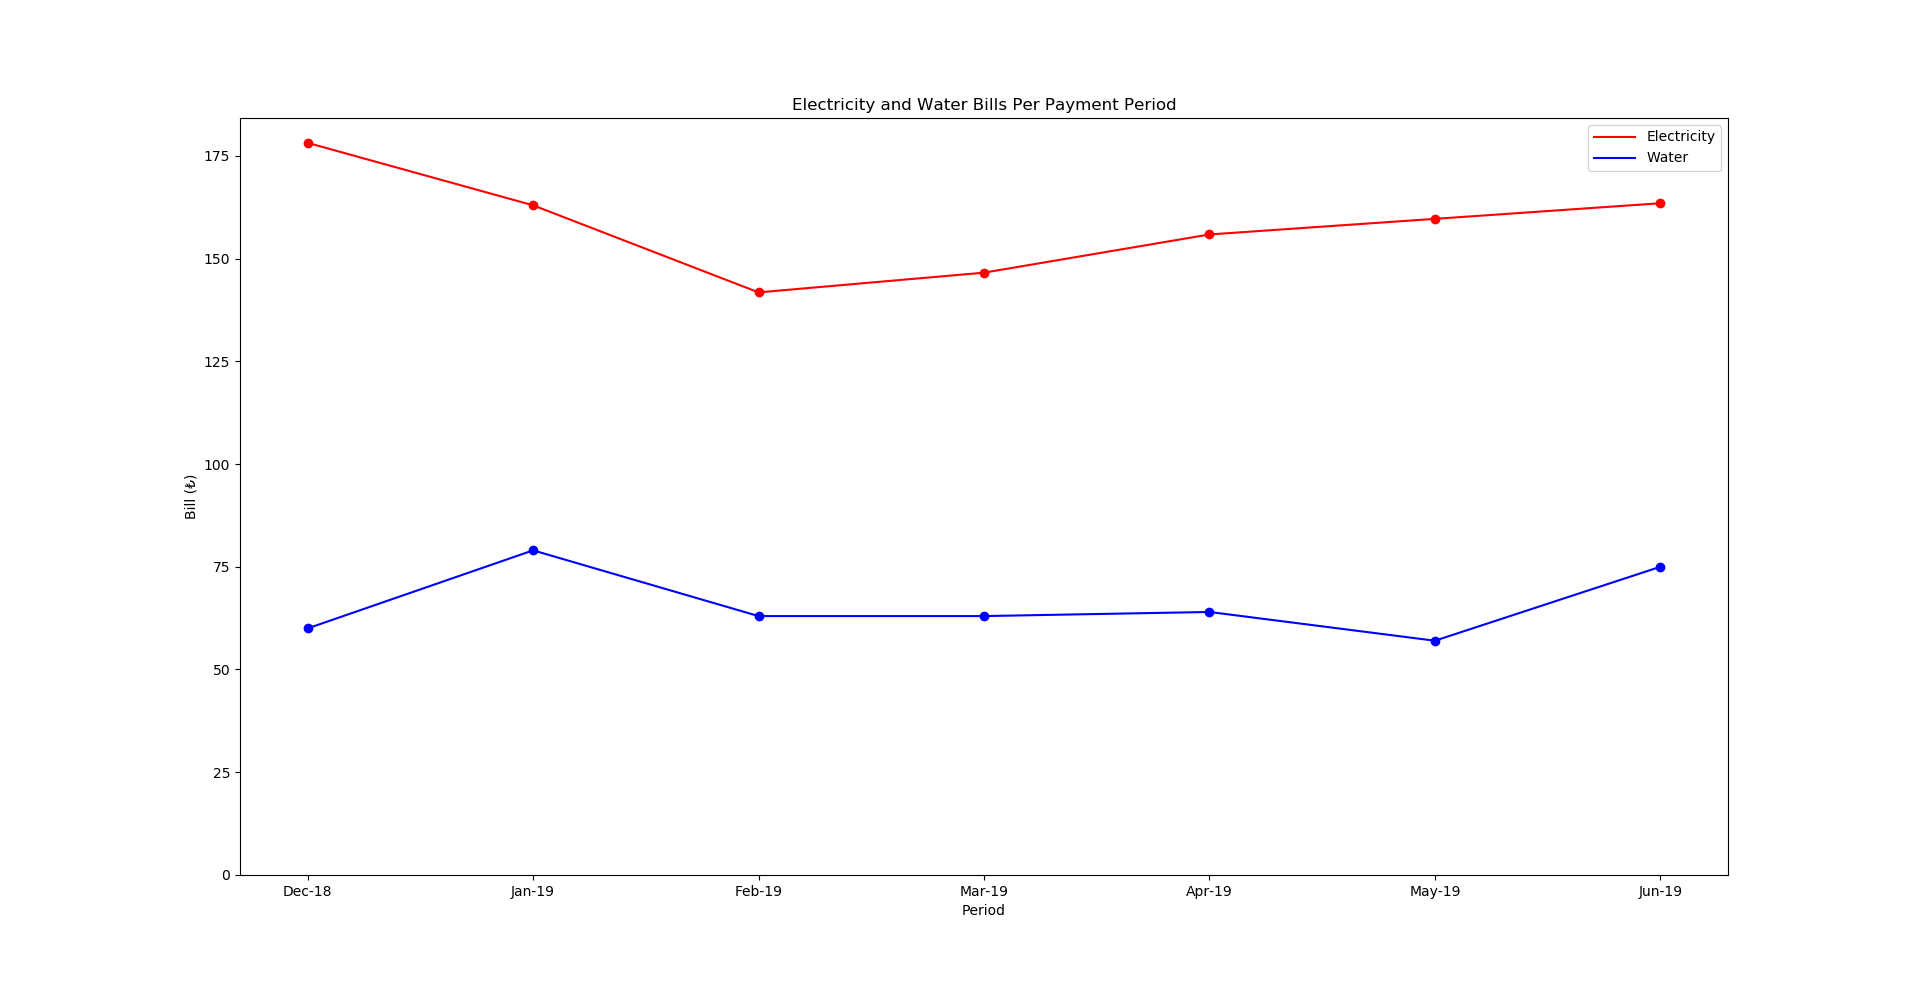 Electricity and Water Bills Per Payment Period
Electricity
Water
175
150
125
100
75
50
25
0
Bill (₺)
Dec-18 Jan-19 Feb-19 Mar-19 Apr-19 May-19 Jun-19
Period